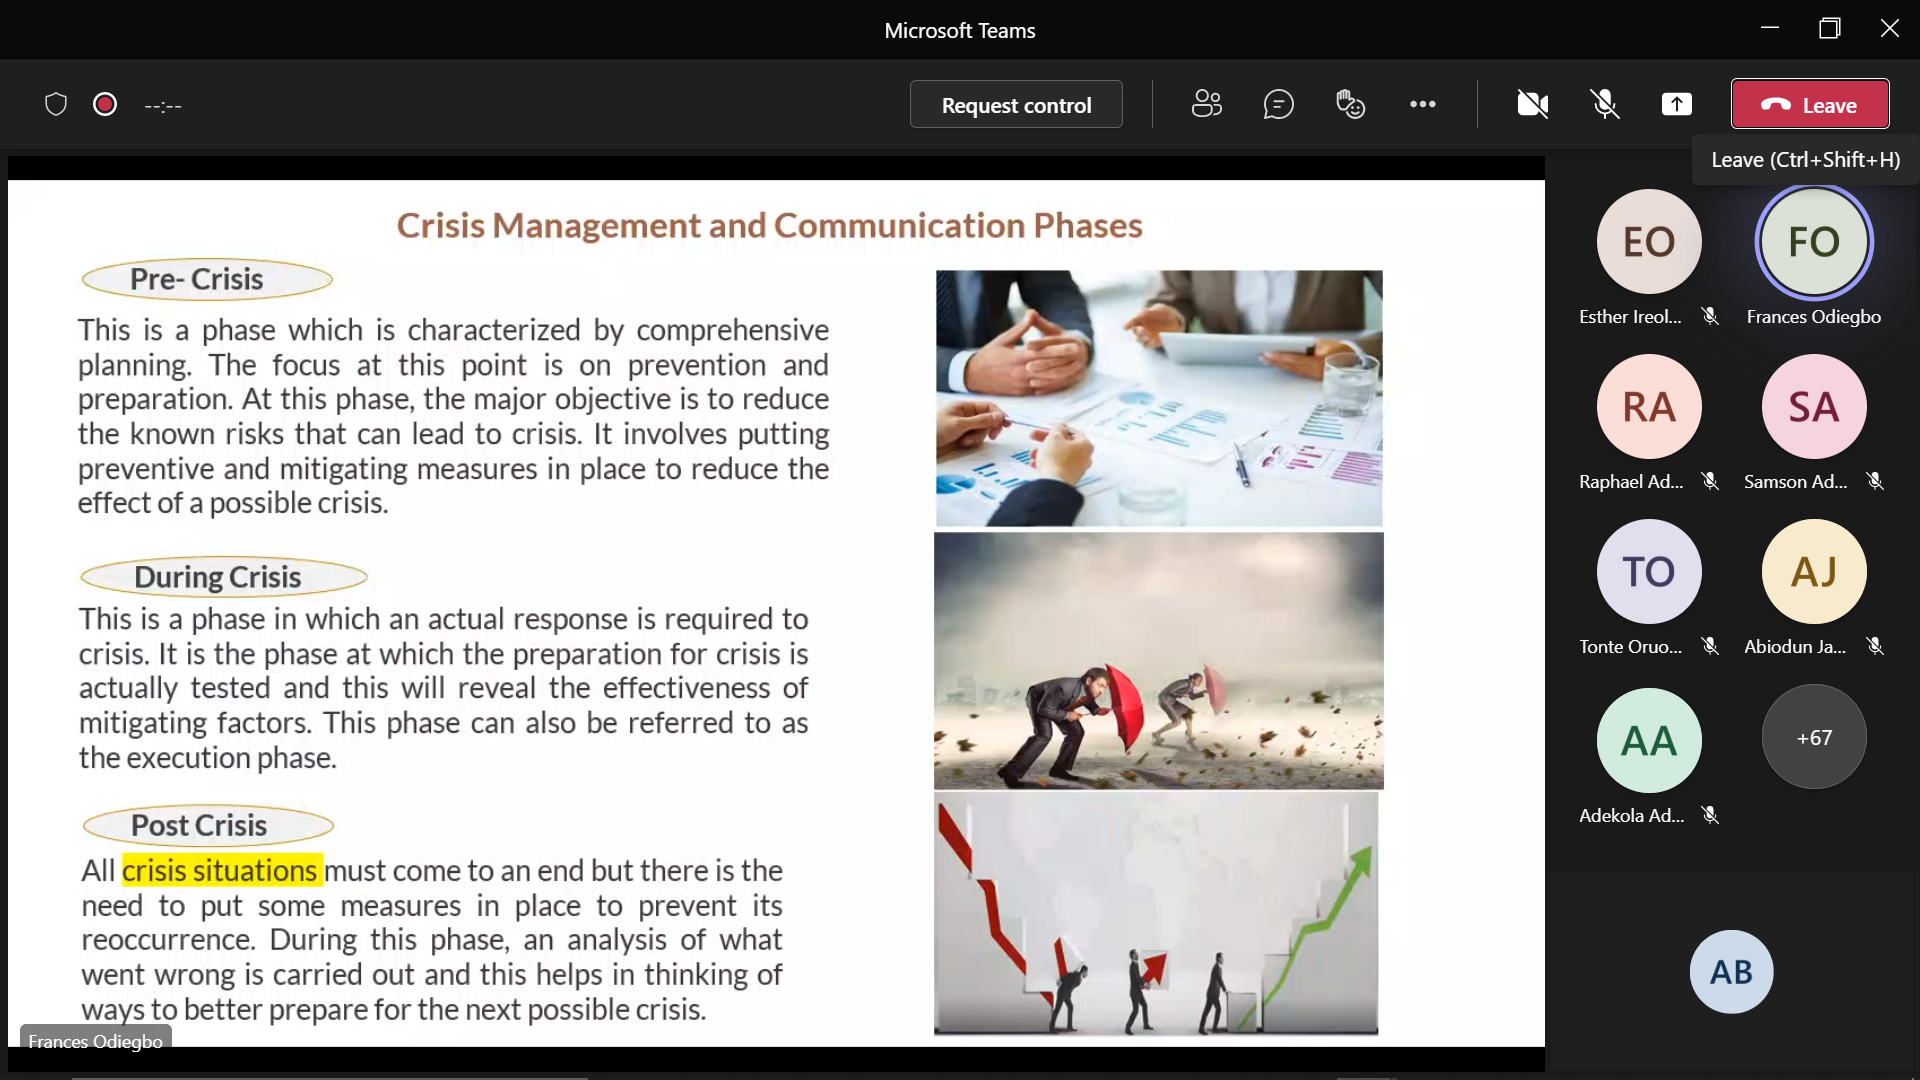 Microsoft Teams
--:--
Request control
Leave
Leave (Ctrl+Shift+H)
Crisis Management and Communication Phases
Pre- Crisis
This is a phase which is characterized by comprehensive
planning. The focus at this point is on prevention and
preparation. At this phase, the major objective is to reduce
the known risks that can lead to crisis. It involves putting
preventive and mitigating measures in place to reduce the
effect of a possible crisis.
During Crisis
This is a phase in which an actual response is required to
crisis. It is the phase at which the preparation for crisis is
actually tested and this will reveal the effectiveness of
mitigating factors. This phase can also be referred to as
the execution phase.
Post Crisis
All crisis situations must come to an end but there is the
need to put some measures in place to prevent its
reoccurrence. During this phase, an analysis of what
went wrong is carried out and this helps in thinking of
ways to better prepare for the next possible crisis.
Frances Odiegbo
EO
FO
Esther Ireol...
Frances Odiegbo
RA
SA
Raphael Ad...
Samson Ad...
TO
AJ
Tonte Oruo...
Abiodun Ja...
AA
+67
Adekola Ad...
AB